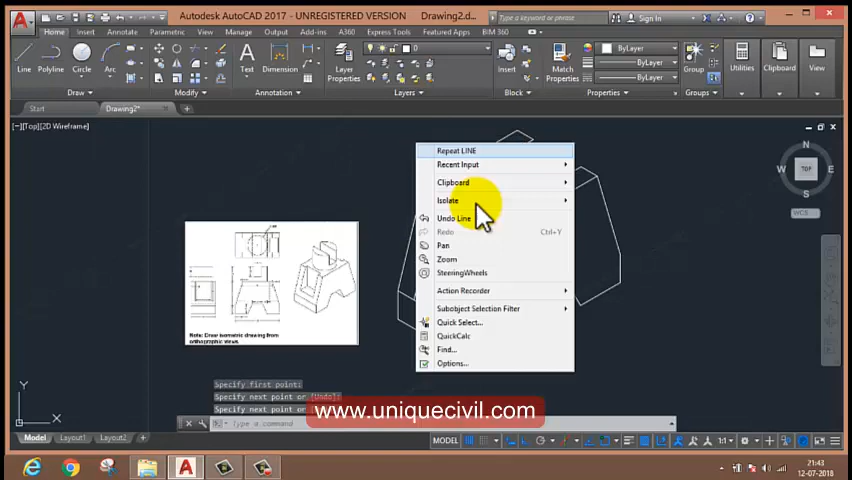 Autodesk AutoCAD 2017 - UNREGISTERED VERSION Drawing2.d...
Type a keyword or phrase
Sign In
Home Insert Annotate Parametric View Manage Output Add-ins A360 Express Tools Featured Apps BIM 360
Line Polyline Circle Arc Text Dimension Layer Properties Insert Match Properties Group Utilities Clipboard View
0
ByLayer
ByLayer
ByLayer
Draw Layers Block Properties Groups
Start Drawing2*
[−][Top][2D Wireframe]
N
W TOP E
S
WCS
Repeat LINE
Recent Input
Clipboard
Isolate
Undo Line
Redo Ctrl+Y
Pan
Zoom
SteeringWheels
Action Recorder
Subobject Selection Filter
Quick Select...
QuickCalc
Find...
Options...
Note: Draw isometric drawing from
orthographic views.
Y
X
Specify first point:
Specify next point or [Undo]:
Specify next point or
www.uniquecivil.com
Type a command
Model Layout1 Layout2
MODEL 1:1
21:43
12-07-2018